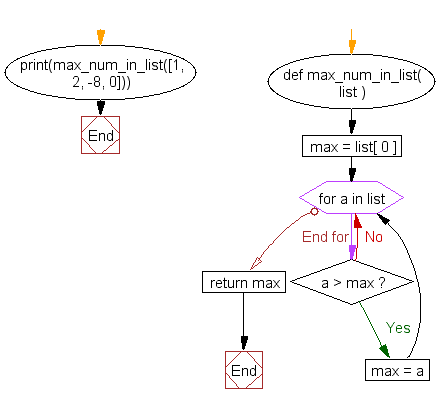 print(max_num_in_list([1,
2, -8, 0]))
End
def max_num_in_list(
list )
max = list[ 0 ]
for a in list
End for
No
return max
a > max ?
Yes
End
max = a